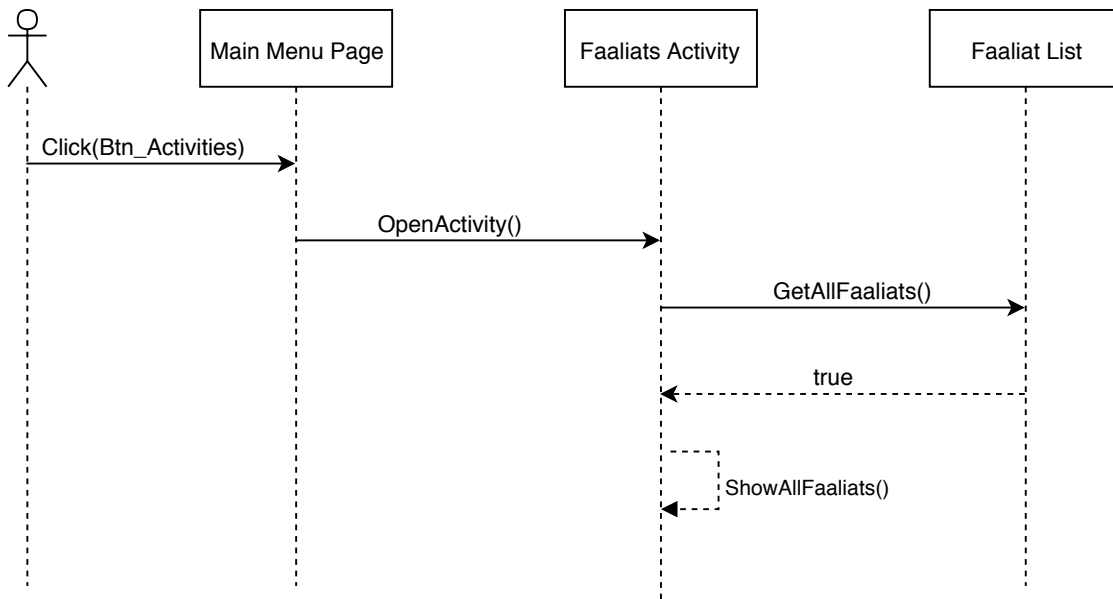 Main Menu Page
Faaliats Activity
Faaliat List
Click(Btn_Activities)
OpenActivity()
GetAllFaaliats()
true
ShowAllFaaliats()